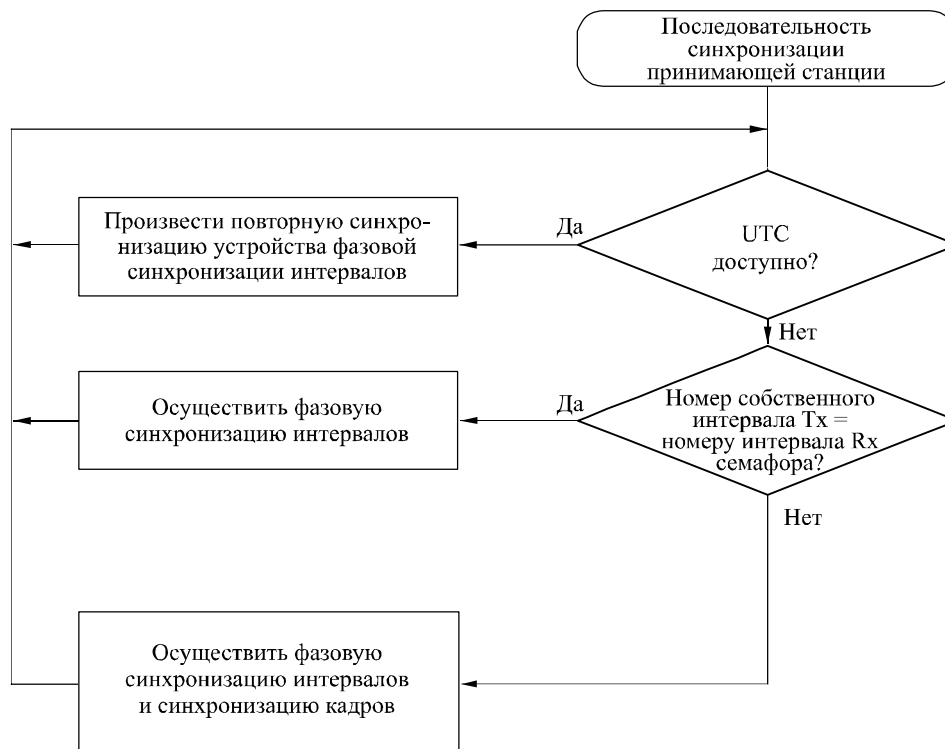 Последовательность
синхронизации
принимающей станции
Произвести повторную синхро-
низацию устройства фазовой
синхронизации интервалов
Да
UTC
доступно?
Нет
Осуществить фазовую
синхронизацию интервалов
Да
Номер собственного
интервала Tx =
номеру интервала Rx
семафора?
Нет
Осуществить фазовую
синхронизацию интервалов
и синхронизацию кадров